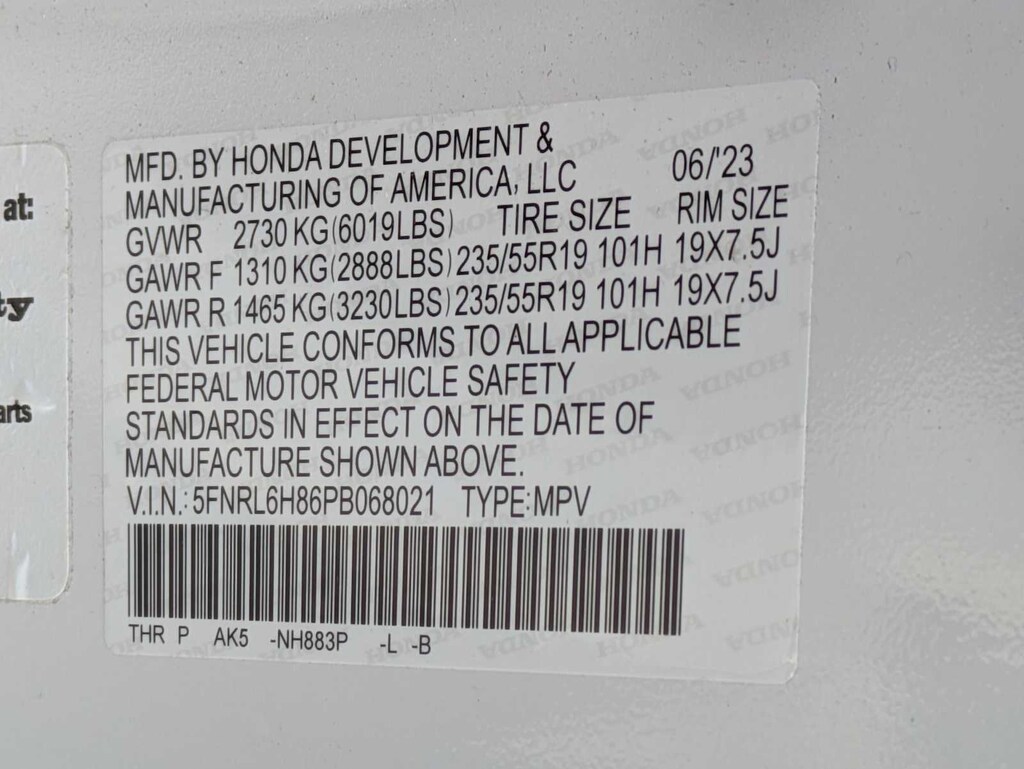 at:
ty
arts
MFD. BY HONDA DEVELOPMENT &
MANUFACTURING OF AMERICA, LLC 06/'23
GVWR 2730 KG(6019LBS) TIRE SIZE RIM SIZE
GAWR F 1310 KG(2888LBS) 235/55R19 101H 19X7.5J
GAWR R 1465 KG(3230LBS) 235/55R19 101H 19X7.5J
THIS VEHICLE CONFORMS TO ALL APPLICABLE
FEDERAL MOTOR VEHICLE SAFETY
STANDARDS IN EFFECT ON THE DATE OF
MANUFACTURE SHOWN ABOVE.
V.I.N.: 5FNRL6H86PB068021 TYPE:MPV
THR P AK5 -NH883P -L -B